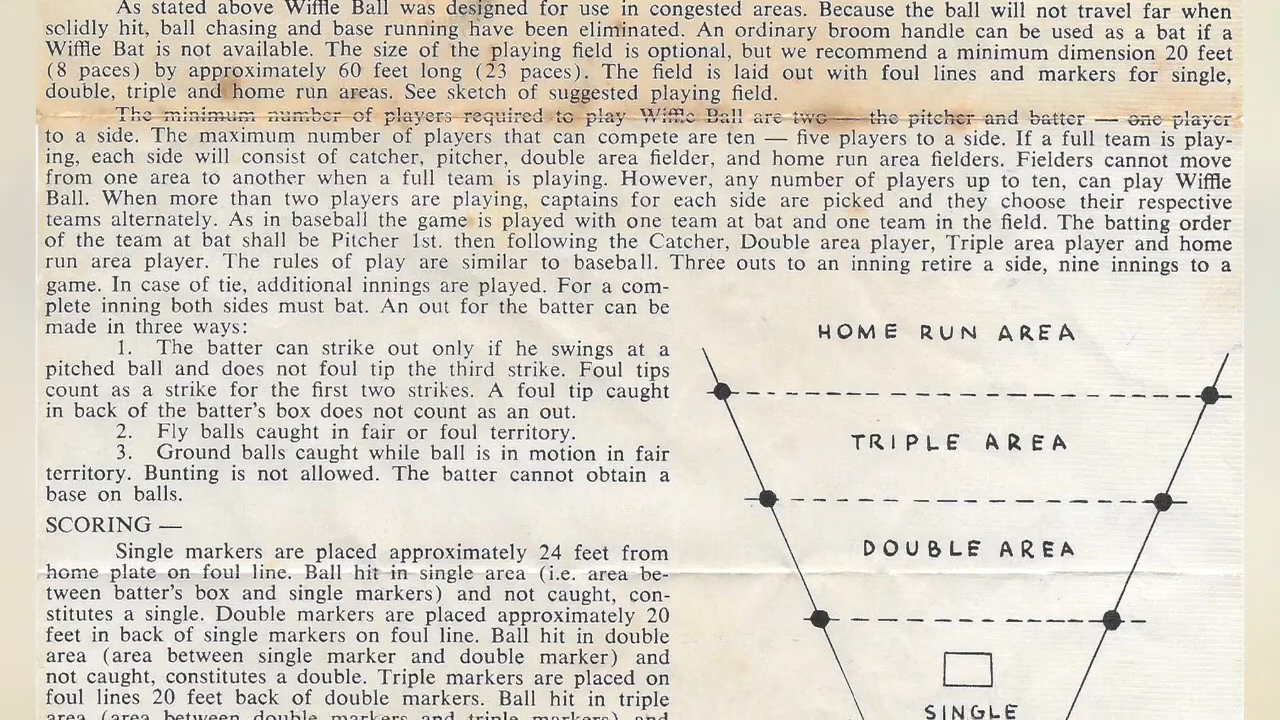 As stated above Wiffle Ball was designed for use in congested areas. Because the ball will not travel far when
solidly hit, ball chasing and base running have been eliminated. An ordinary broom handle can be used as a bat if a
Wiffle Bat is not available. The size of the playing field is optional, but we recommend a minimum dimension 20 feet
(8 paces) by approximately 60 feet long (23 paces). The field is laid out with foul lines and markers for single,
double, triple and home run areas. See sketch of suggested playing field.
The minimum number of players required to play Wiffle Ball are two — the pitcher and batter — one player
to a side. The maximum number of players that can compete are ten — five players to a side. If a full team is play-
ing, each side will consist of catcher, pitcher, double area fielder, and home run area fielders. Fielders cannot move
from one area to another when a full team is playing. However, any number of players up to ten, can play Wiffle
Ball. When more than two players are playing, captains for each side are picked and they choose their respective
teams alternately. As in baseball the game is played with one team at bat and one team in the field. The batting order
of the team at bat shall be Pitcher 1st. then following the Catcher, Double area player, Triple area player and home
run area player. The rules of play are similar to baseball. Three outs to an inning retire a side, nine innings to a
game. In case of tie, additional innings are played. For a com-
plete inning both sides must bat. An out for the batter can be
made in three ways:
1. The batter can strike out only if he swings at a
pitched ball and does not foul tip the third strike. Foul tips
count as a strike for the first two strikes. A foul tip caught
in back of the batter's box does not count as an out.
2. Fly balls caught in fair or foul territory.
3. Ground balls caught while ball is in motion in fair
territory. Bunting is not allowed. The batter cannot obtain a
base on balls.
SCORING —
Single markers are placed approximately 24 feet from
home plate on foul line. Ball hit in single area (i.e. area be-
tween batter's box and single markers) and not caught, con-
stitutes a single. Double markers are placed approximately 20
feet in back of single markers on foul line. Ball hit in double
area (area between single marker and double marker) and
not caught, constitutes a double. Triple markers are placed on
foul lines 20 feet back of double markers. Ball hit in triple
area (area between double markers and triple markers) and
HOME RUN AREA
TRIPLE AREA
DOUBLE AREA
SINGLE